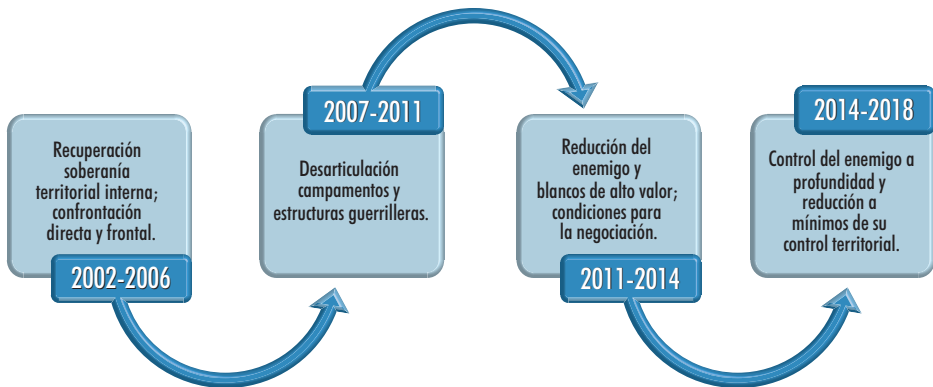 Recuperación
soberanía
territorial interna;
confrontación
directa y frontal.
2002-2006
2007-2011
Desarticulación
campamentos y
estructuras guerrilleras.
Reducción del
enemigo y
blancos de alto valor;
condiciones para
la negociación.
2011-2014
2014-2018
Control del enemigo a
profundidad y
reducción a
mínimos de su
control territorial.